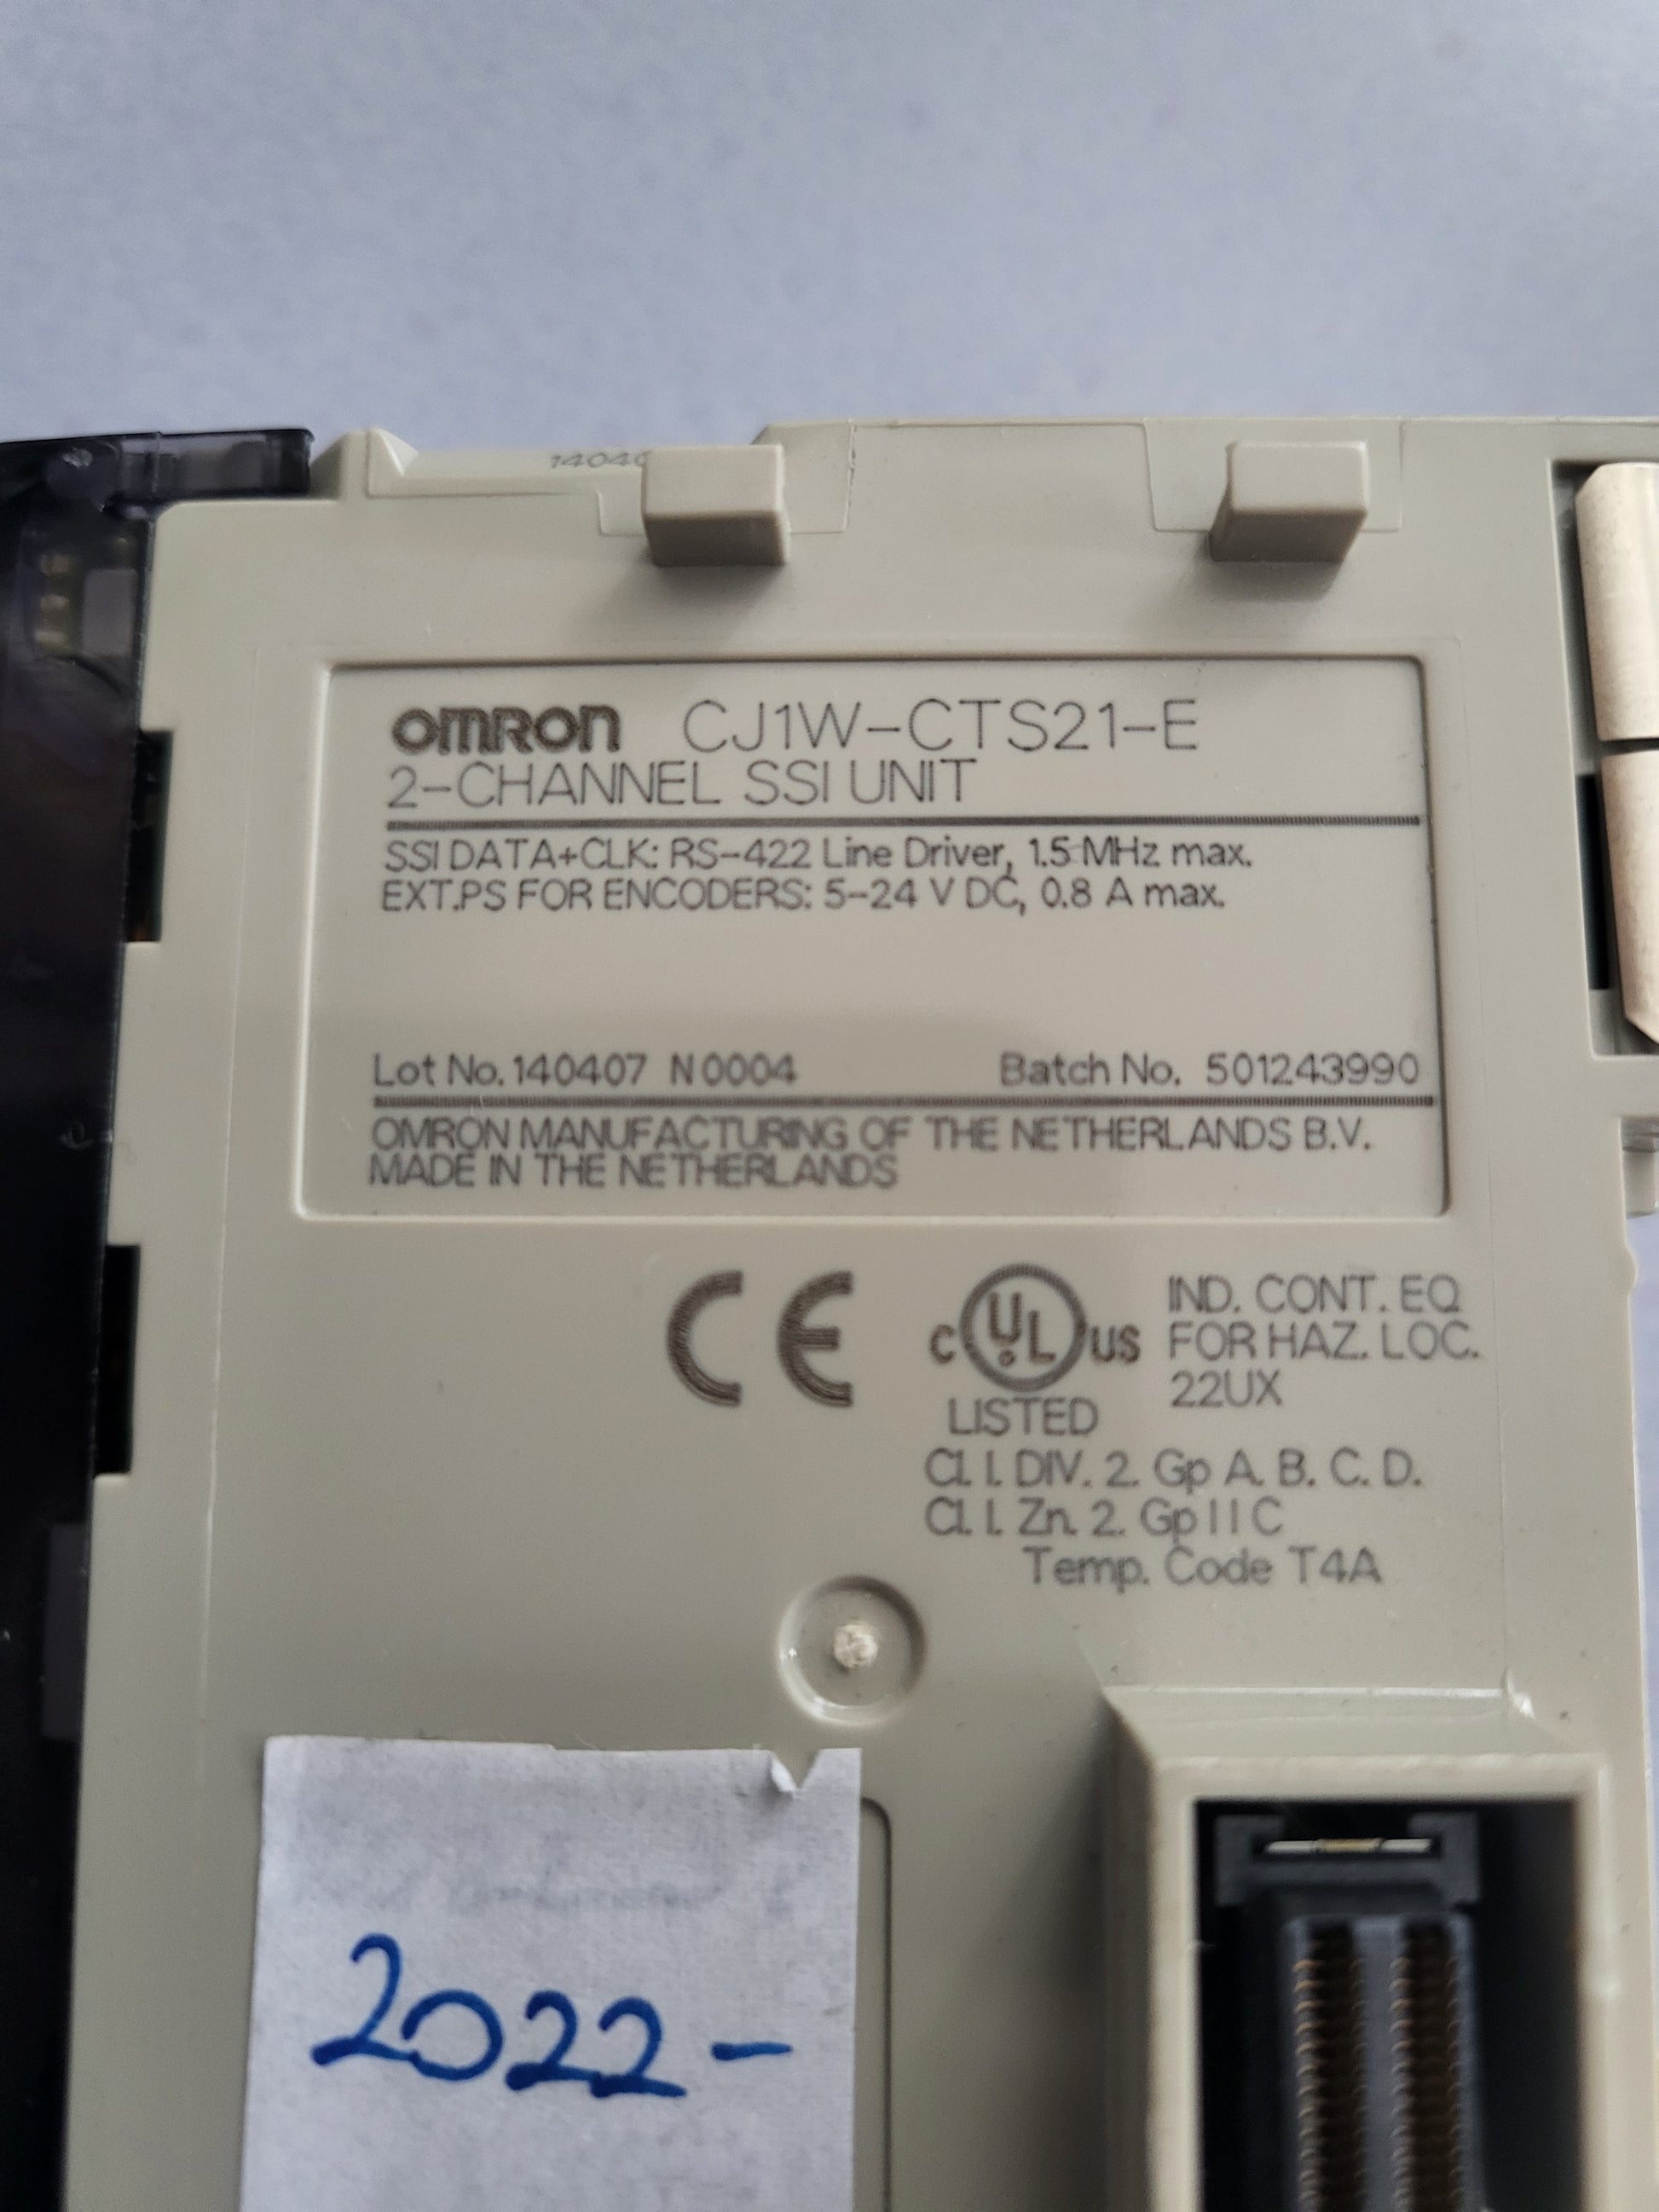 OMRON CJ1W-CTS21-E
2-CHANNEL SSI UNIT
SSI DATA+CLK: RS-422 Line Driver, 1.5 MHz max.
EXT.PS FOR ENCODERS: 5-24 V DC, 0.8 A max.
Lot No. 140407 N0004 Batch No. 501243990
OMRON MANUFACTURING OF THE NETHERLANDS B.V.
MADE IN THE NETHERLANDS
CE
C UL US
LISTED
IND. CONT. EQ
FOR HAZ. LOC.
22UX
Cl. I. DIV. 2. Gp A. B. C. D.
Cl. I. Zn. 2. Gp II C
Temp. Code T4A
2022-